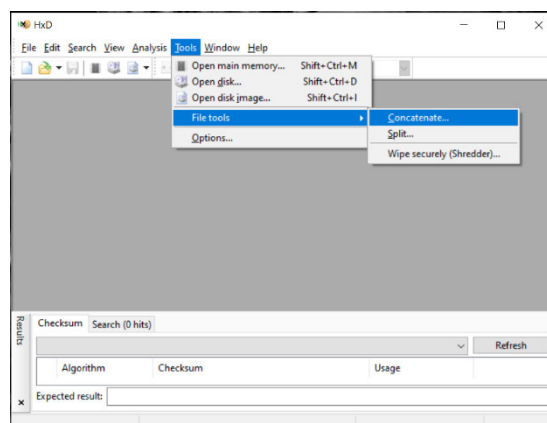 HxD
File Edit Search View Analysis Tools Window Help
Open main memory... Shift+Ctrl+M
Open disk... Shift+Ctrl+D
Open disk image... Shift+Ctrl+I
File tools
Options...
Concatenate...
Split...
Wipe securely (Shredder)...
Results
Checksum Search (0 hits)
Refresh
Algorithm Checksum Usage
Expected result: